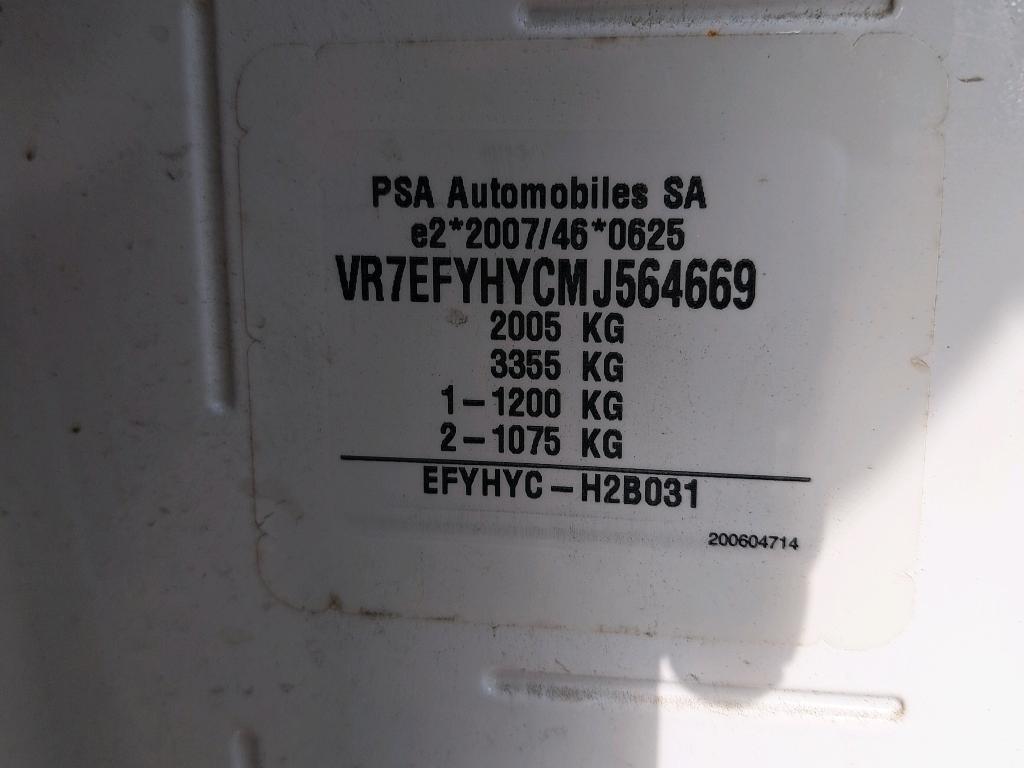 PSA Automobiles SA
e2*2007/46*0625
VR7EFYHYCMJ564669
2005 KG
3355 KG
1-1200 KG
2-1075 KG
EFYHYC-H2B031
200604714